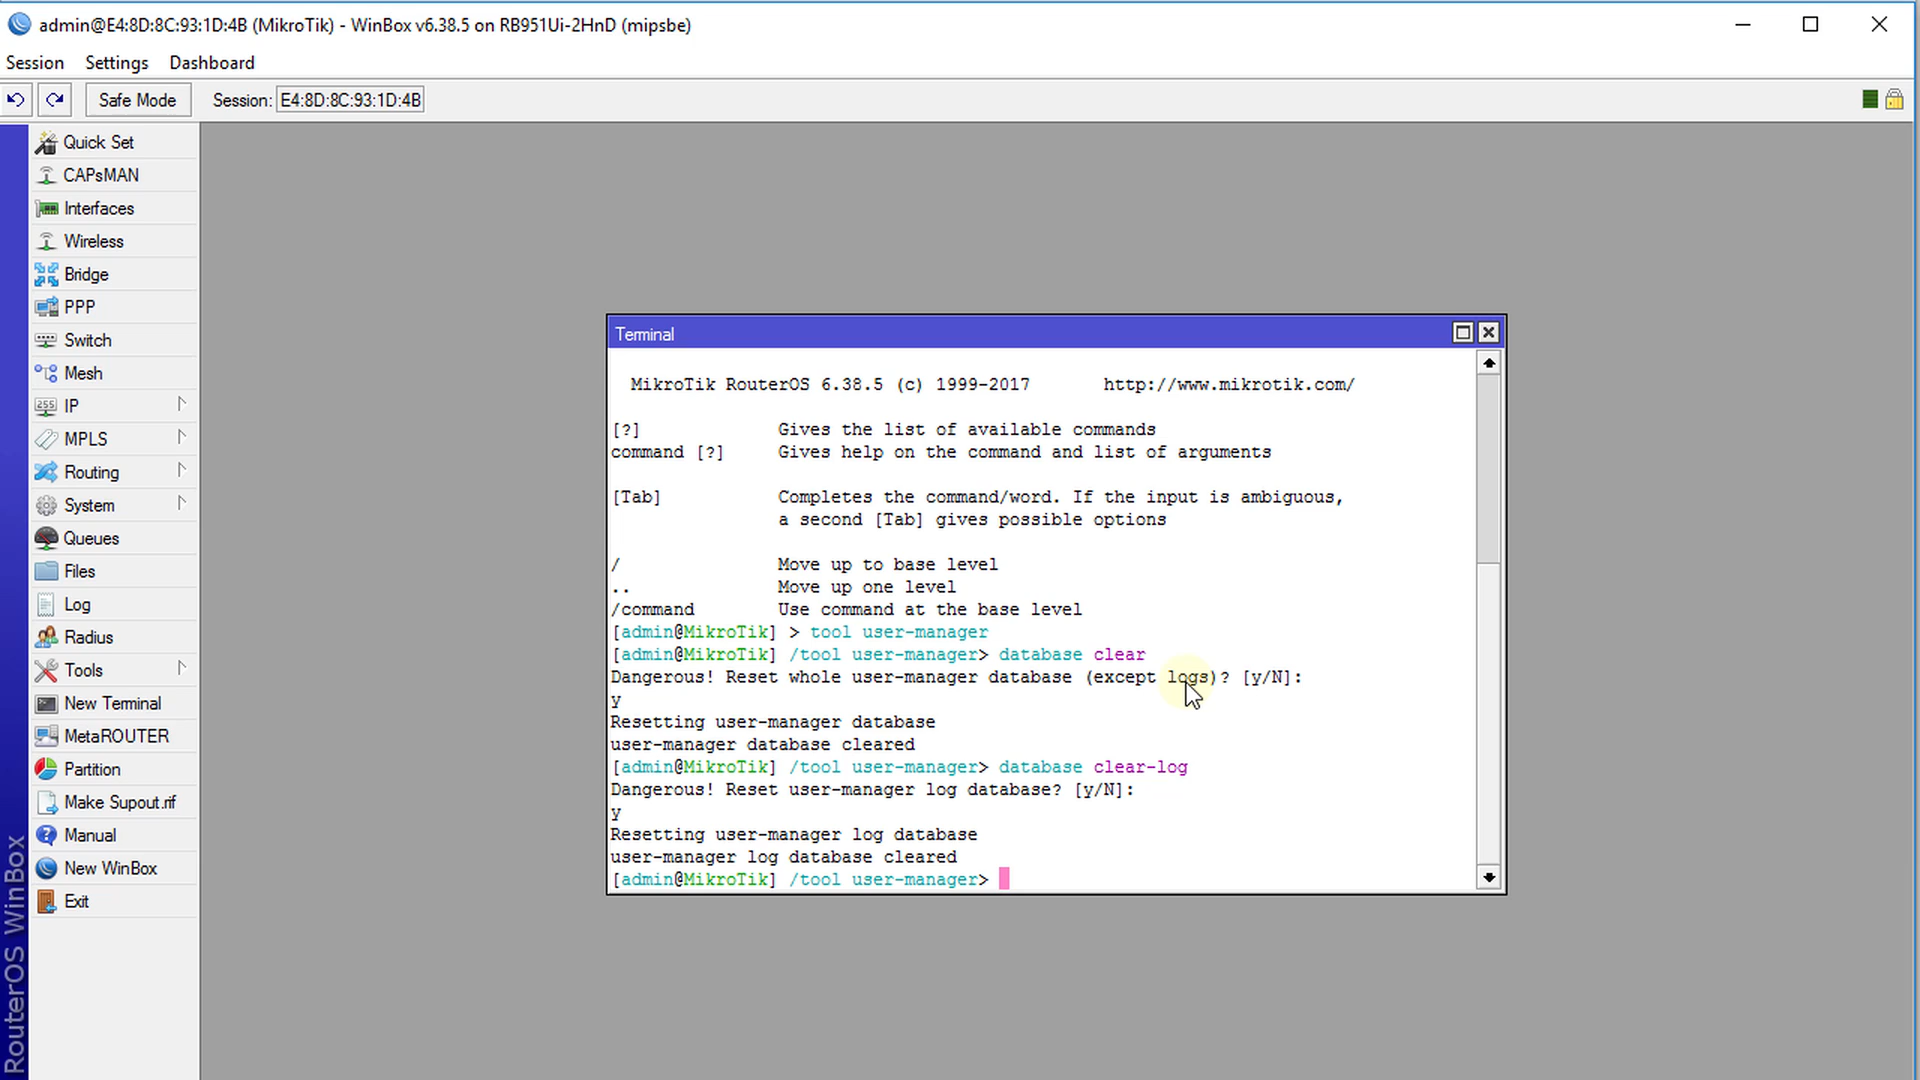 admin@E4:8D:8C:93:1D:4B (MikroTik) - WinBox v6.38.5 on RB951Ui-2HnD (mipsbe)
Session Settings Dashboard
Safe Mode Session: E4:8D:8C:93:1D:4B
Quick Set
CAPsMAN
Interfaces
Wireless
Bridge
PPP
Switch
Mesh
IP
MPLS
Routing
System
Queues
Files
Log
Radius
Tools
New Terminal
MetaROUTER
Partition
Make Supout.rif
Manual
New WinBox
Exit
RouterOS WinBox
Terminal
MikroTik RouterOS 6.38.5 (c) 1999-2017 http://www.mikrotik.com/
[?] Gives the list of available commands
command [?] Gives help on the command and list of arguments
[Tab] Completes the command/word. If the input is ambiguous,
a second [Tab] gives possible options
/ Move up to base level
.. Move up one level
/command Use command at the base level
[admin@MikroTik] > tool user-manager
[admin@MikroTik] /tool user-manager> database clear
Dangerous! Reset whole user-manager database (except logs)? [y/N]:
y
Resetting user-manager database
user-manager database cleared
[admin@MikroTik] /tool user-manager> database clear-log
Dangerous! Reset user-manager log database? [y/N]:
y
Resetting user-manager log database
user-manager log database cleared
[admin@MikroTik] /tool user-manager>